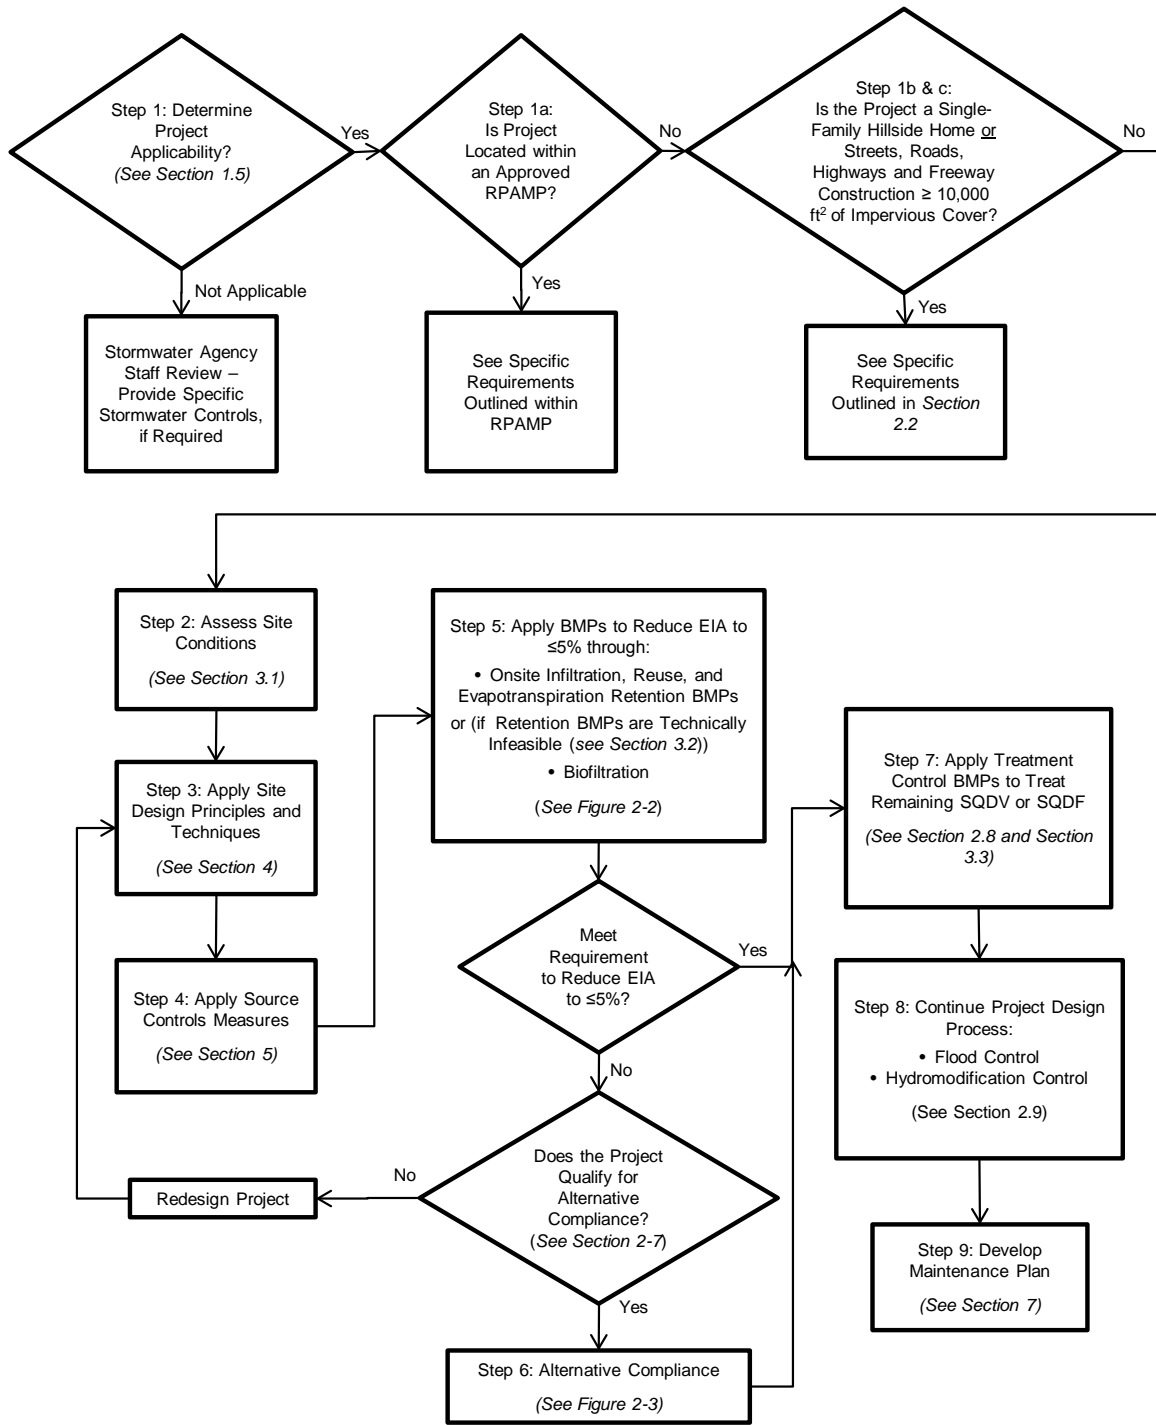 Step 1: Determine
Project
Applicability?
(See Section 1.5)
Yes
Not Applicable
Stormwater Agency
Staff Review –
Provide Specific
Stormwater Controls,
if Required
Step 1a:
Is Project
Located within
an Approved
RPAMP?
No
Yes
See Specific
Requirements
Outlined within
RPAMP
Step 1b & c:
Is the Project a Single-
Family Hillside Home or
Streets, Roads,
Highways and Freeway
Construction ≥ 10,000
ft² of Impervious Cover?
No
Yes
See Specific
Requirements
Outlined in Section
2.2
Step 2: Assess Site
Conditions
(See Section 3.1)
Step 3: Apply Site
Design Principles and
Techniques
(See Section 4)
Step 4: Apply Source
Controls Measures
(See Section 5)
Step 5: Apply BMPs to Reduce EIA to
≤5% through:
• Onsite Infiltration, Reuse, and
Evapotranspiration Retention BMPs
or (if Retention BMPs are Technically
Infeasible (see Section 3.2))
• Biofiltration
(See Figure 2-2)
Meet
Requirement
to Reduce EIA
to ≤5%?
Yes
No
Does the Project
Qualify for
Alternative
Compliance?
(See Section 2-7)
No
Redesign Project
Yes
Step 6: Alternative Compliance
(See Figure 2-3)
Step 7: Apply Treatment
Control BMPs to Treat
Remaining SQDV or SQDF
(See Section 2.8 and Section
3.3)
Step 8: Continue Project Design
Process:
• Flood Control
• Hydromodification Control
(See Section 2.9)
Step 9: Develop
Maintenance Plan
(See Section 7)